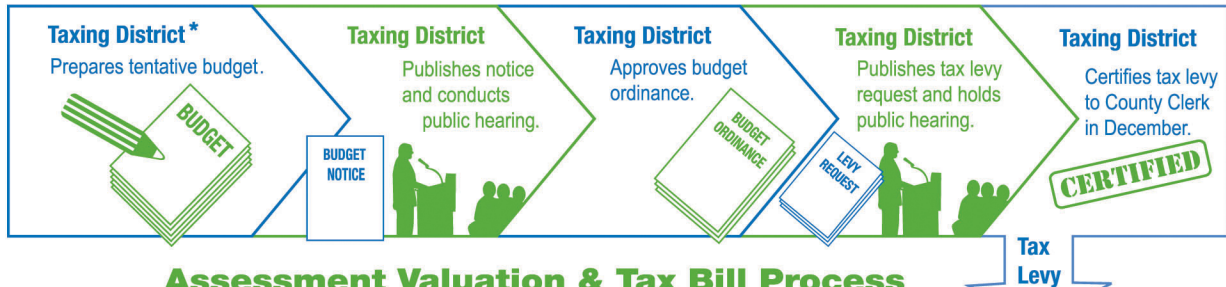 Taxing District*
Prepares tentative budget.
BUDGET
Taxing District
Publishes notice
and conducts
public hearing.
BUDGET
NOTICE
Taxing District
Approves budget
ordinance.
BUDGET
ORDINANCE
Taxing District
Publishes tax levy
request and holds
public hearing.
LEVY
REQUEST
Taxing District
Certifies tax levy
to County Clerk
in December.
CERTIFIED
Assessment Valuation & Tax Bill Process
Tax
Levy